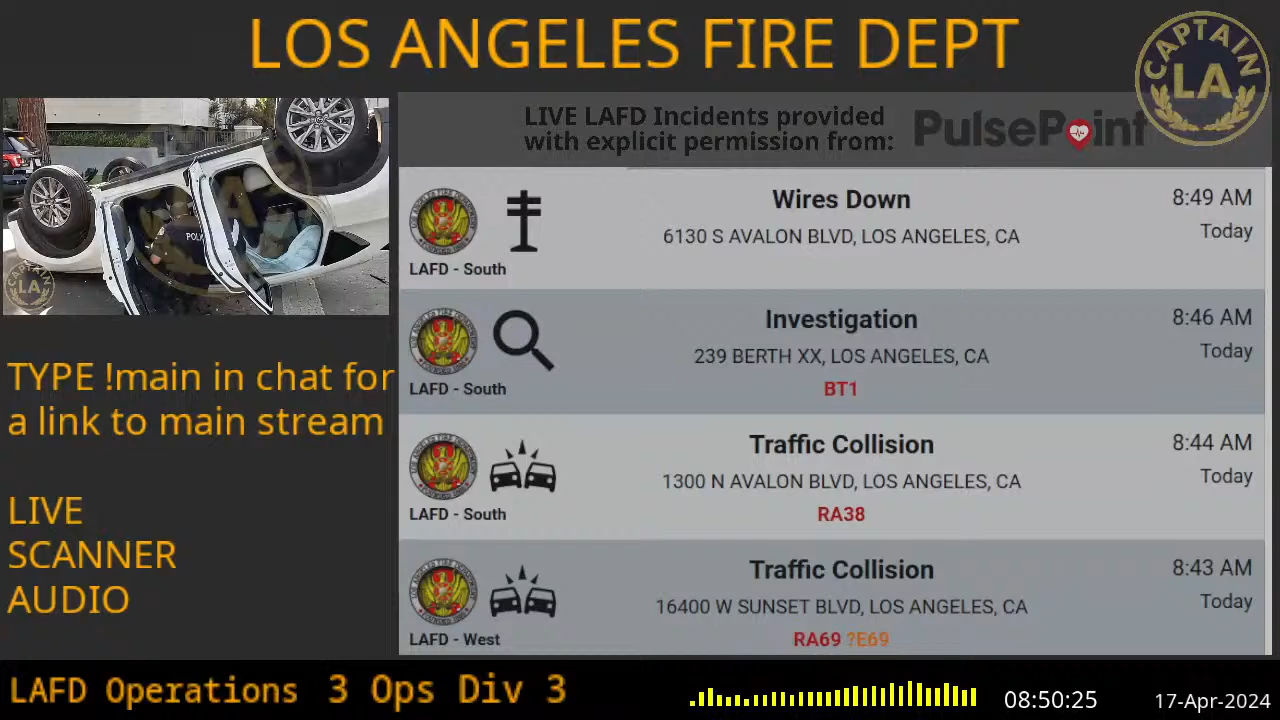 LOS ANGELES FIRE DEPT
CAPTAIN
LA
LIVE LAFD Incidents provided
with explicit permission from:
PulsePoint
Wires Down
8:49 AM
6130 S AVALON BLVD, LOS ANGELES, CA
Today
LAFD - South
Investigation
8:46 AM
239 BERTH XX, LOS ANGELES, CA
Today
LAFD - South
BT1
Traffic Collision
8:44 AM
1300 N AVALON BLVD, LOS ANGELES, CA
Today
LAFD - South
RA38
Traffic Collision
8:43 AM
16400 W SUNSET BLVD, LOS ANGELES, CA
Today
LAFD - West
RA69 ?E69
CAPTAIN
LA
TYPE !main in chat for
a link to main stream
LIVE
SCANNER
AUDIO
LAFD Operations 3 Ops Div 3
08:50:25
17-Apr-2024